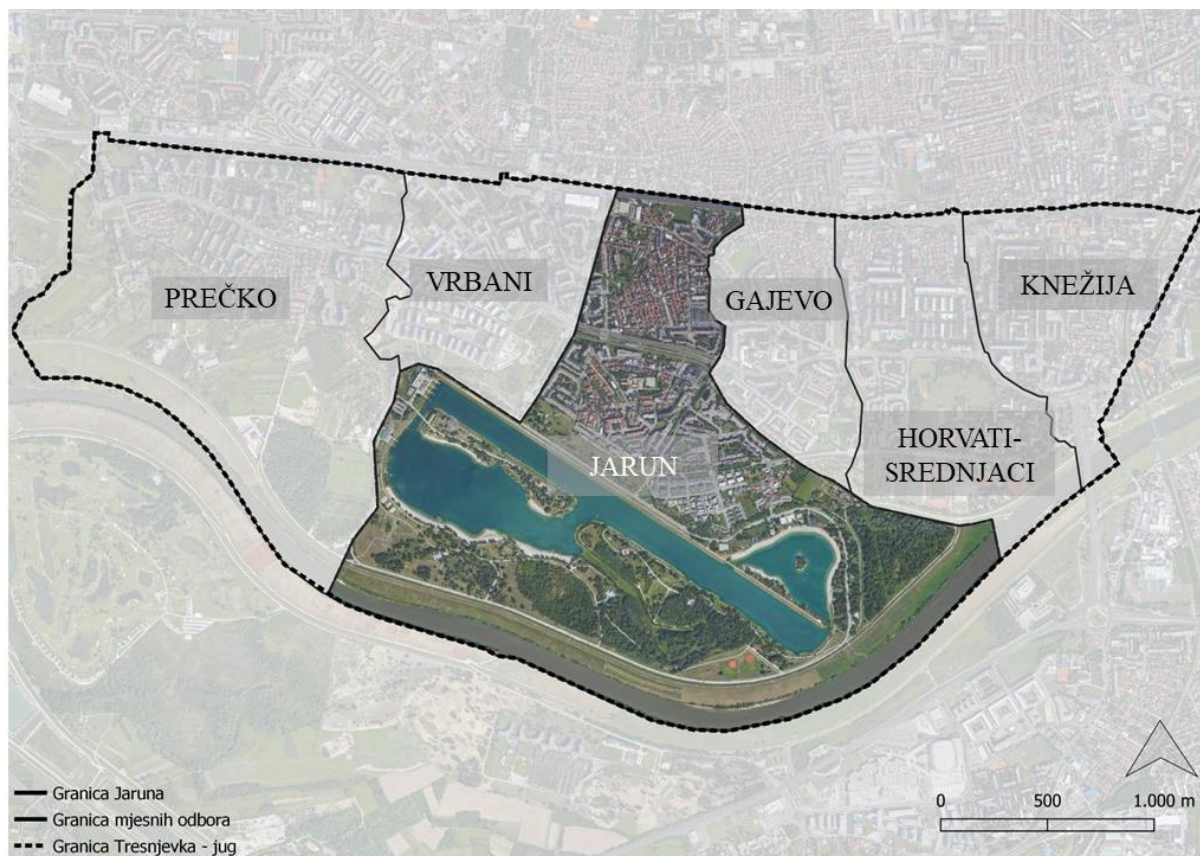 PREČKO
VRBANI
GAJEVO
KNEŽIJA
HORVATI-
SREDNJACI
JARUN
Granica Jaruna
Granica mjesnih odbora
Granica Tresnjevka - jug
0 500 1.000 m